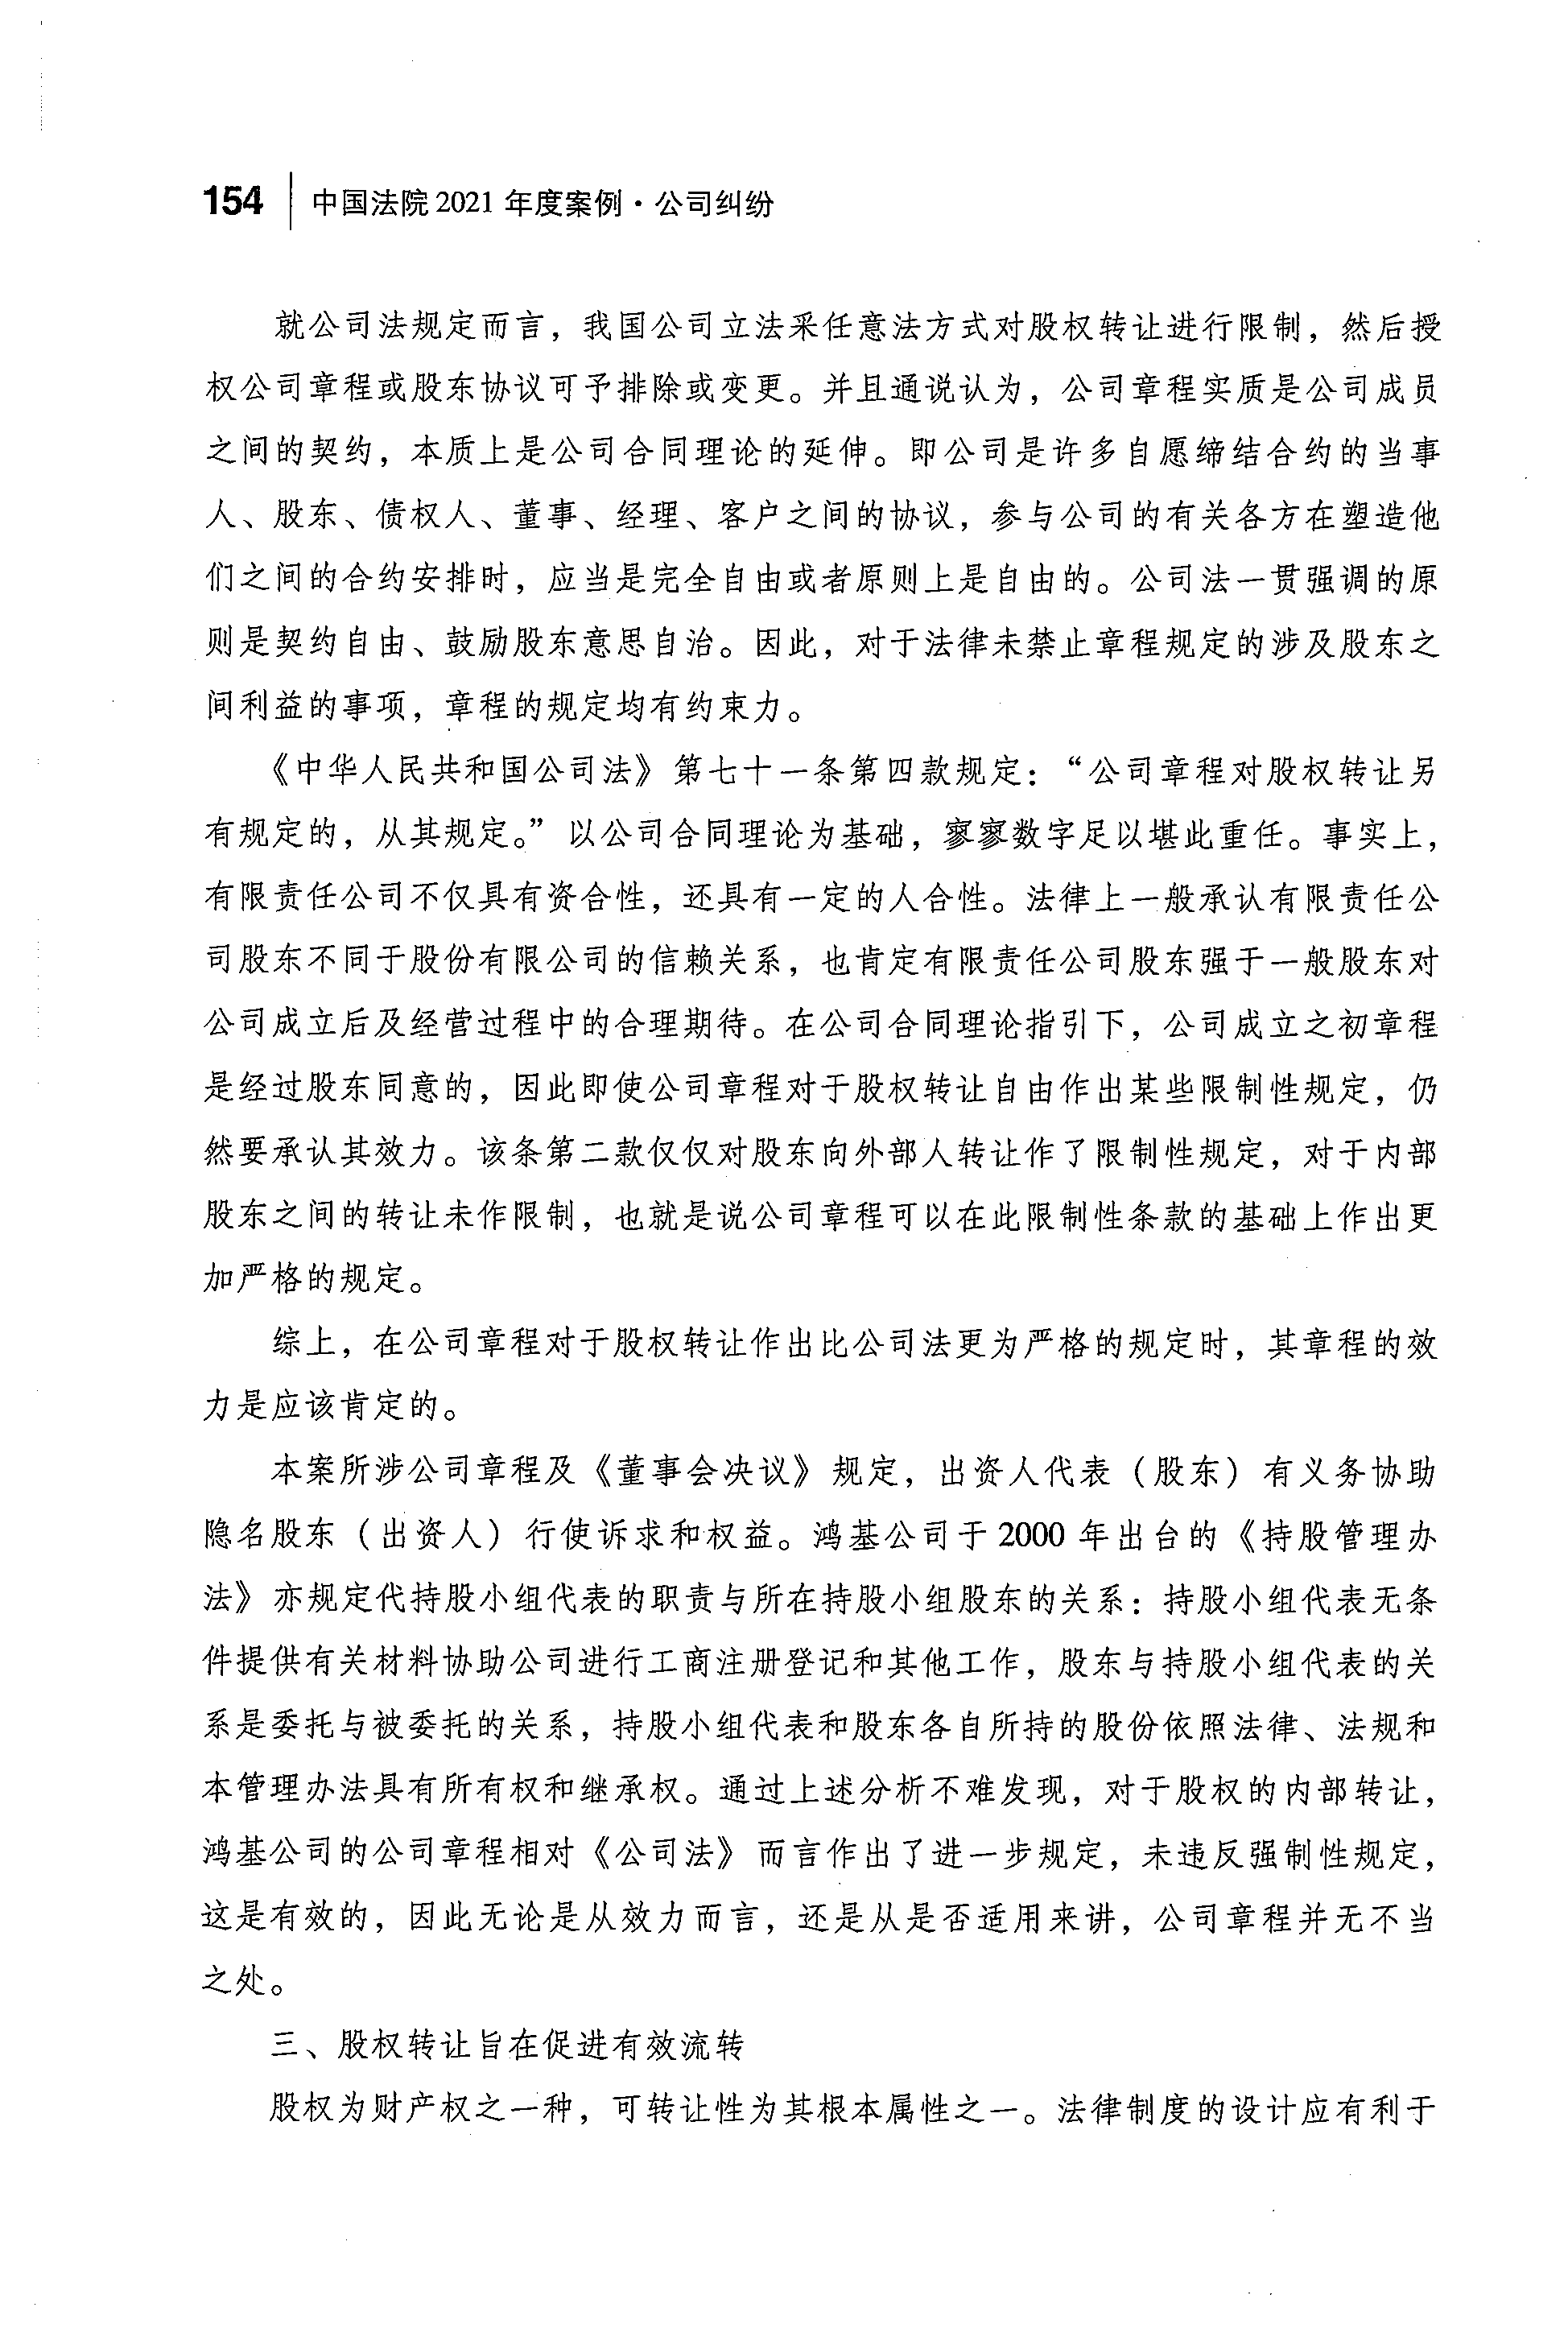 154 中国法院2021年度案例·公司纠纷
就公司法规定而言，我国公司立法采任意法方式对股权转让进行限制，然后授
权公司章程或股东协议可予排除或变更。并且通说认为，公司章程实质是公司成员
之间的契约，本质上是公司合同理论的延伸。即公司是许多自愿缔结合约的当事
人、股东、债权人、董事、经理、客户之间的协议，参与公司的有关各方在塑造他
们之间的合约安排时，应当是完全自由或者原则上是自由的。公司法一贯强调的原
则是契约自由、鼓励股东意思自治。因此，对于法律未禁止章程规定的涉及股东之
间利益的事项，章程的规定均有约束力。
《中华人民共和国公司法》第七十一条第四款规定：“公司章程对股权转让另
有规定的，从其规定。”以公司合同理论为基础，寥寥数字足以堪此重任。事实上，
有限责任公司不仅具有资合性，还具有一定的人合性。法律上一般承认有限责任公
司股东不同于股份有限公司的信赖关系，也肯定有限责任公司股东强于一般股东对
公司成立后及经营过程中的合理期待。在公司合同理论指引下，公司成立之初章程
是经过股东同意的，因此即使公司章程对于股权转让自由作出某些限制性规定，仍
然要承认其效力。该条第二款仅仅对股东向外部人转让作了限制性规定，对于内部
股东之间的转让未作限制，也就是说公司章程可以在此限制性条款的基础上作出更
加严格的规定。
综上，在公司章程对于股权转让作出比公司法更为严格的规定时，其章程的效
力是应该肯定的。
本案所涉公司章程及《董事会决议》规定，出资人代表（股东）有义务协助
隐名股东（出资人）行使诉求和权益。鸿基公司于2000年出台的《持股管理办
法》亦规定代持股小组代表的职责与所在持股小组股东的关系：持股小组代表无条
件提供有关材料协助公司进行工商注册登记和其他工作，股东与持股小组代表的关
系是委托与被委托的关系，持股小组代表和股东各自所持的股份依照法律、法规和
本管理办法具有所有权和继承权。通过上述分析不难发现，对于股权的内部转让，
鸿基公司的公司章程相对《公司法》而言作出了进一步规定，未违反强制性规定，
这是有效的，因此无论是从效力而言，还是从是否适用来讲，公司章程并无不当
之处。
三、股权转让旨在促进有效流转
股权为财产权之一种，可转让性为其根本属性之一。法律制度的设计应有利于